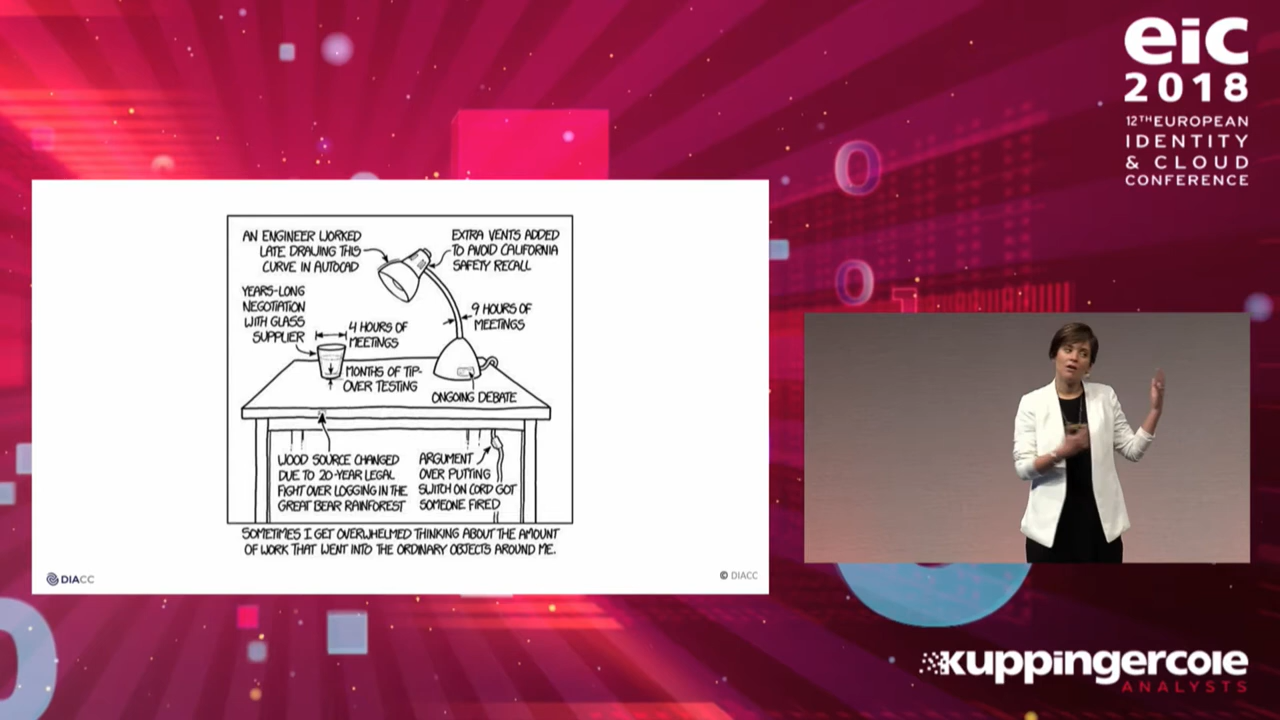 eic
2018
12TH EUROPEAN
IDENTITY
& CLOUD
CONFERENCE
AN ENGINEER WORKED
LATE DRAWING THIS
CURVE IN AUTOCAD
EXTRA VENTS ADDED
TO AVOID CALIFORNIA
SAFETY RECALL
YEARS-LONG
NEGOTIATION
WITH GLASS
SUPPLIER
4 HOURS OF
MEETINGS
9 HOURS OF
MEETINGS
MONTHS OF TIP-
OVER TESTING
ONGOING DEBATE
WOOD SOURCE CHANGED
DUE TO 20-YEAR LEGAL
FIGHT OVER LOGGING IN THE
GREAT BEAR RAINFOREST
ARGUMENT
OVER PUTTING
SWITCH ON CORD GOT
SOMEONE FIRED
SOMETIMES I GET OVERWHELMED THINKING ABOUT THE AMOUNT
OF WORK THAT WENT INTO THE ORDINARY OBJECTS AROUND ME.
DIACC
© DIACC
kuppingercole
ANALYSTS